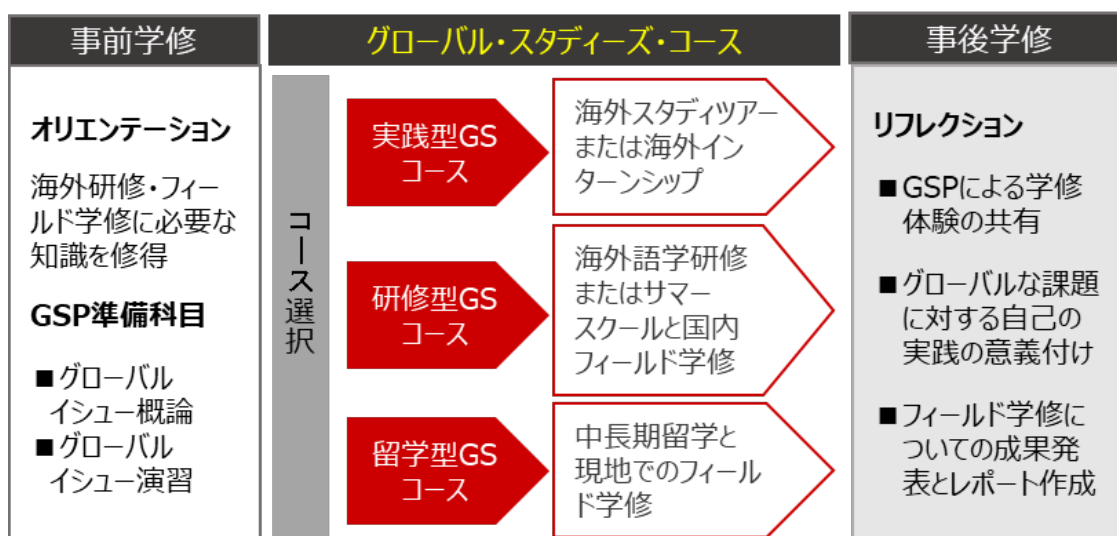 事前学修
オリエンテーション
海外研修・フィー
ルド学修に必要な
知識を修得
GSP準備科目
■グローバル
イシュー概論
■グローバル
イシュー演習
グローバル・スタディーズ・コース
コース選択
実践型GS
コース
海外スタディツアー
または海外イン
ターンシップ
研修型GS
コース
海外語学研修
またはサマー
スクールと国内
フィールド学修
留学型GS
コース
中長期留学と
現地でのフィール
ド学修
事後学修
リフレクション
■GSPによる学修
体験の共有
■グローバルな課題
に対する自己の
実践の意義付け
■フィールド学修に
ついての成果発
表とレポート作成